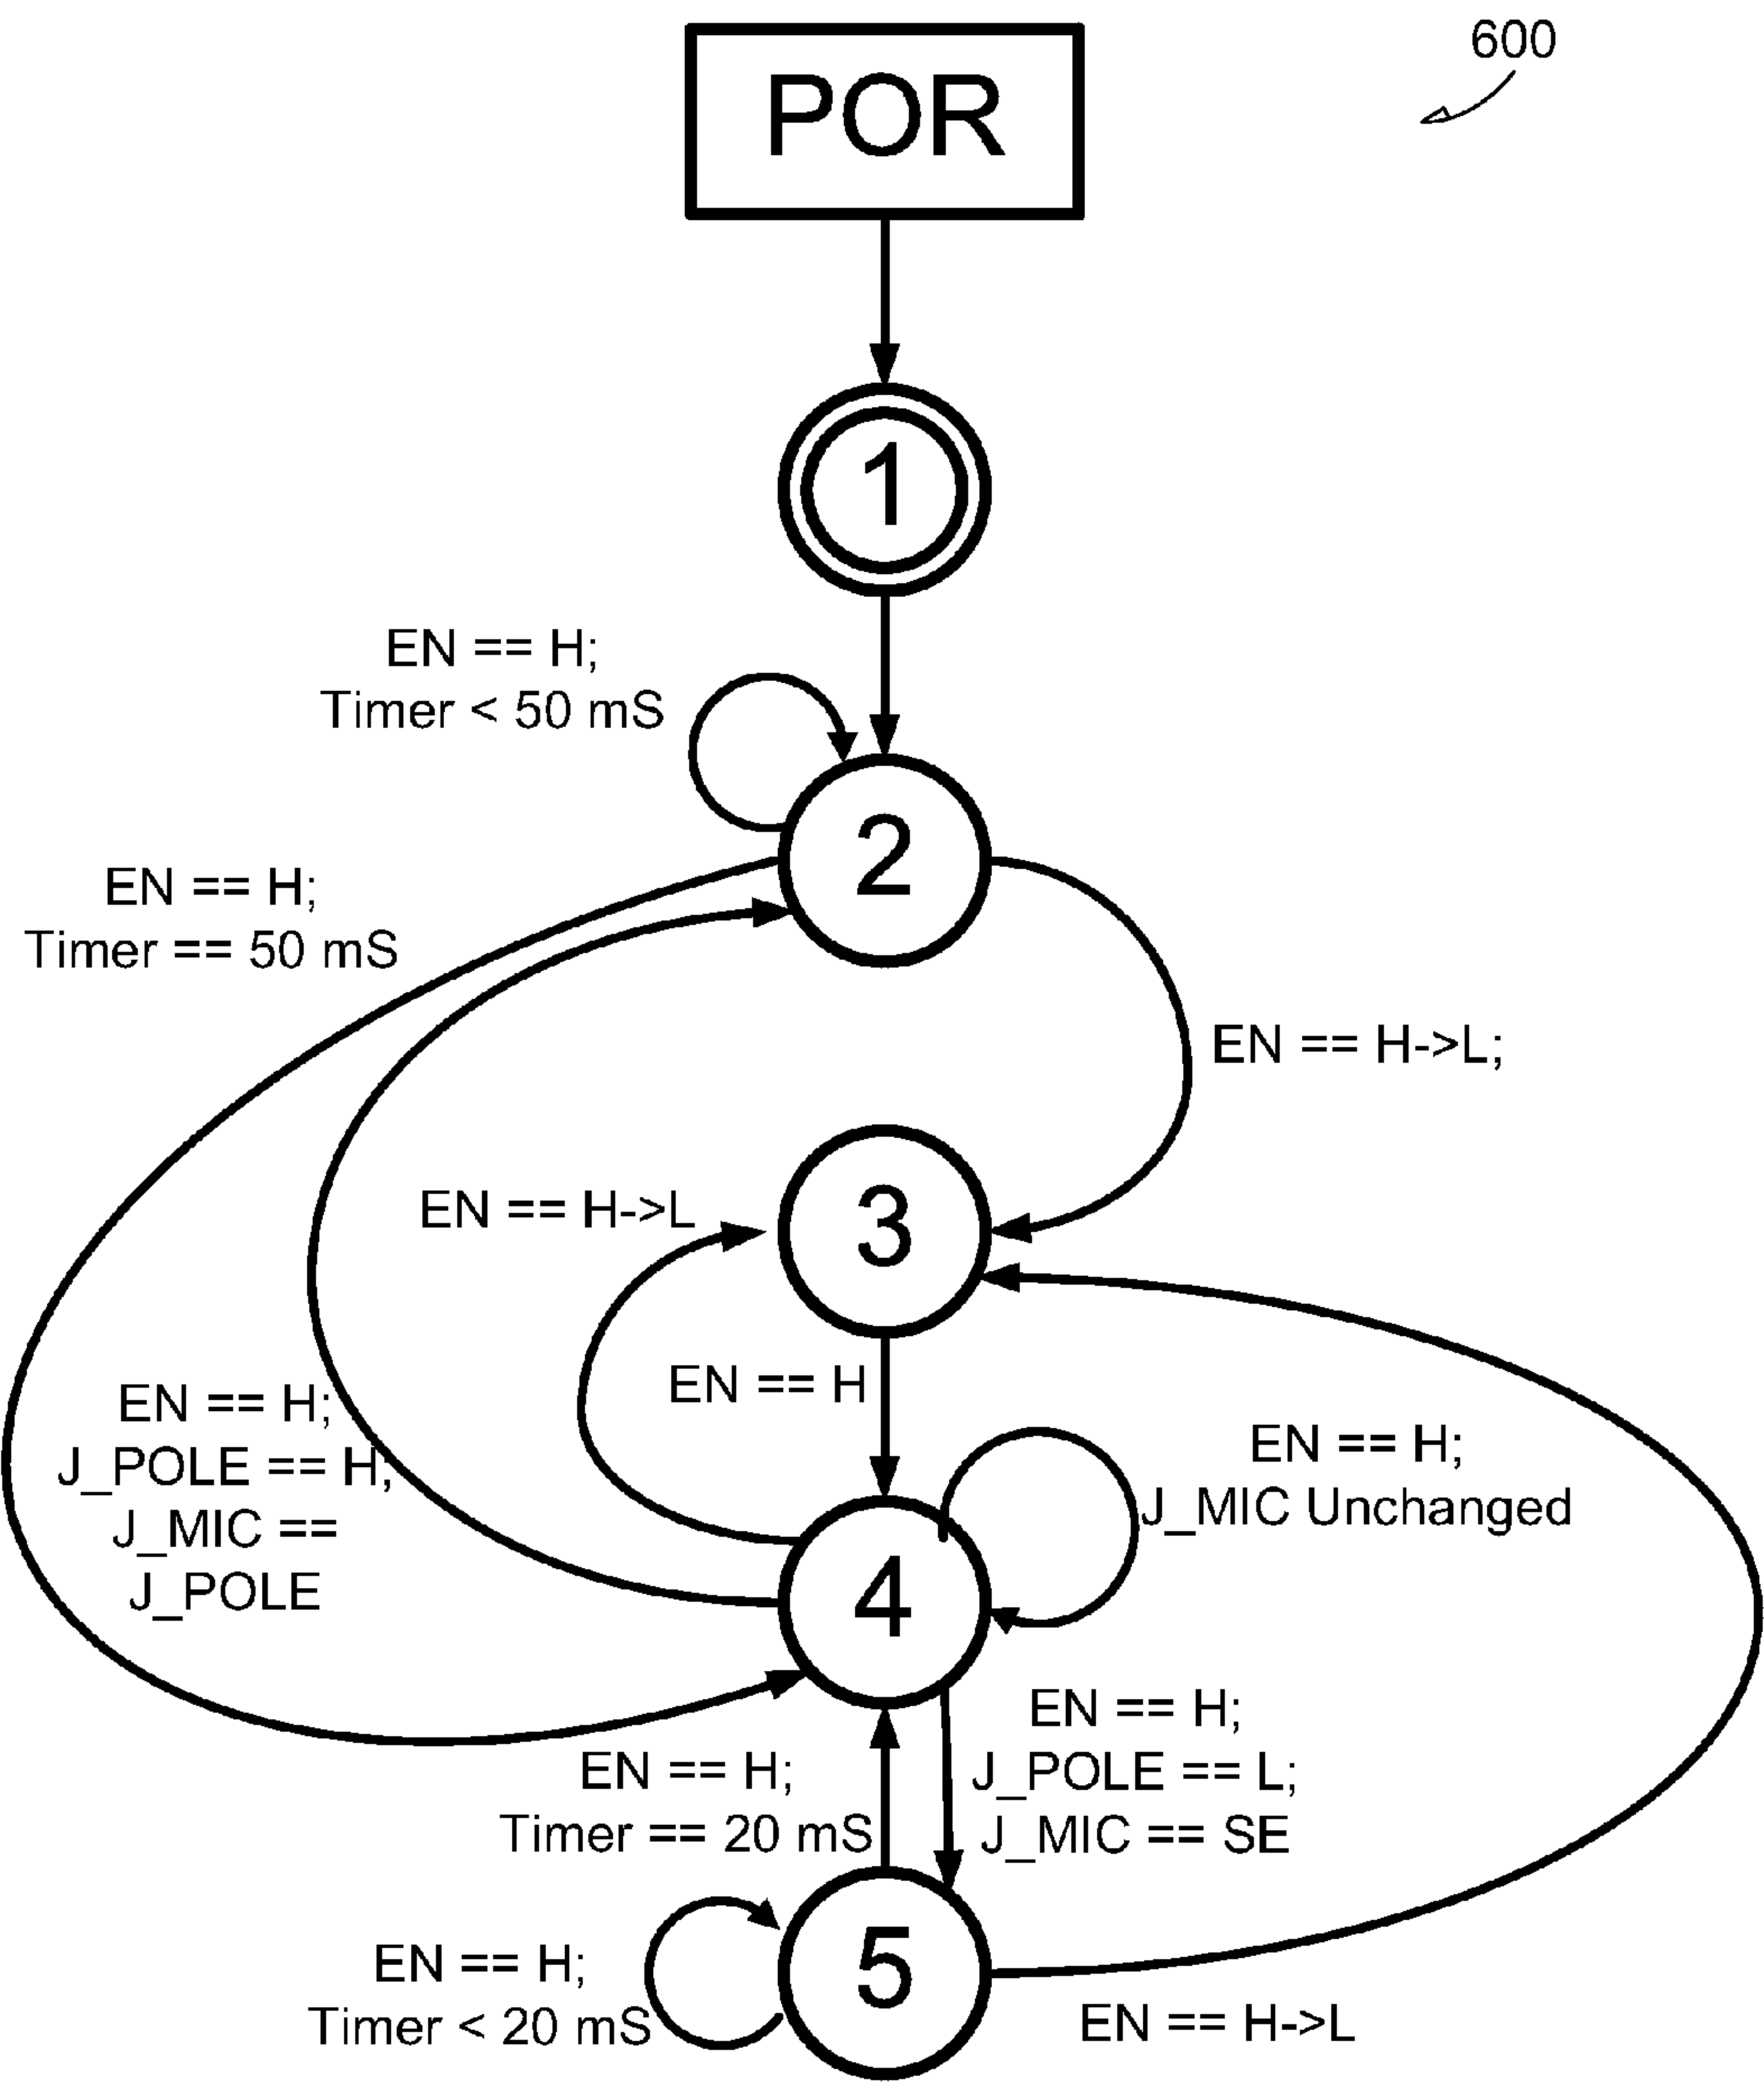 600
POR
1
EN == H;
Timer < 50 mS
2
EN == H;
Timer == 50 mS
EN == H->L;
EN == H->L
3
EN == H
EN == H;
J_POLE == H;
J_MIC ==
J_POLE
EN == H;
J_MIC Unchanged
4
EN == H;
J_POLE == L;
J_MIC == SE
EN == H;
Timer == 20 mS
EN == H;
Timer < 20 mS
5
EN == H->L